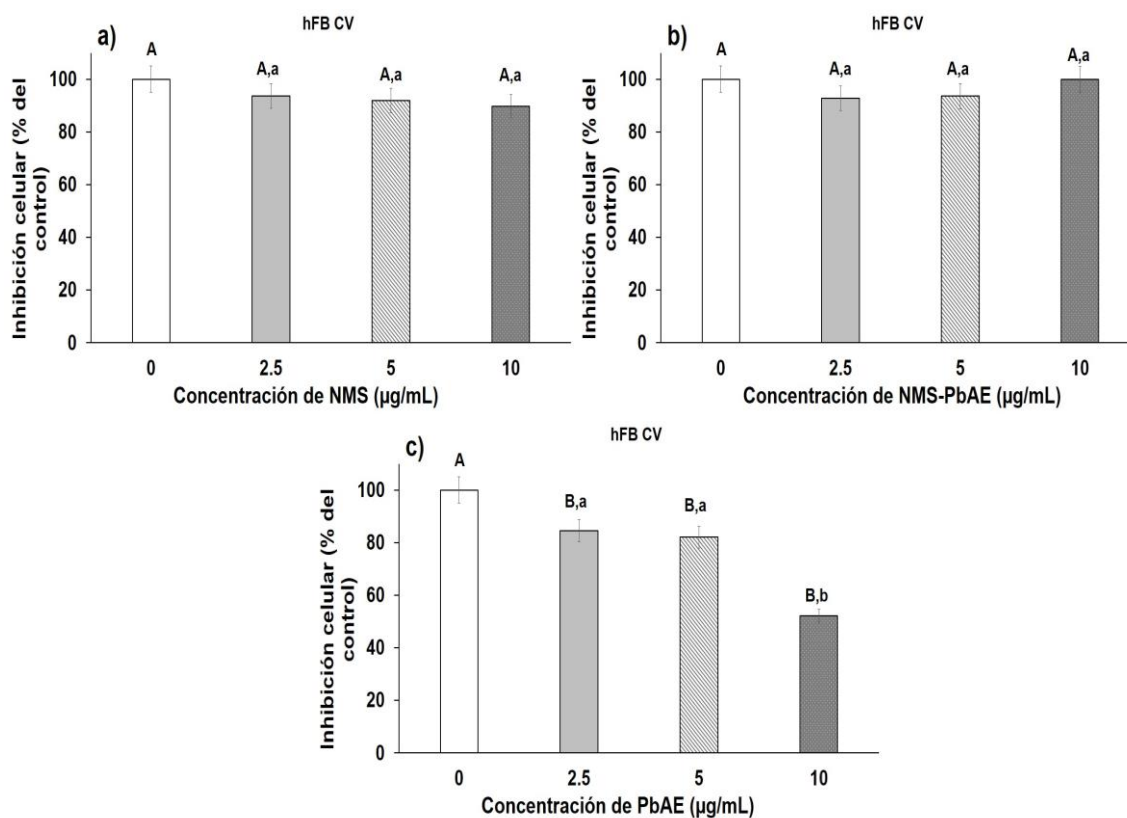 hFB CV
a)
A
A,a
A,a
A,a
Inhibición celular (% del
control)
100
80
60
40
20
0
0
2.5
5
10
Concentración de NMS (µg/mL)
hFB CV
b)
A
A,a
A,a
A,a
Inhibición celular (% del
control)
100
80
60
40
20
0
0
2.5
5
10
Concentración de NMS-PbAE (µg/mL)
hFB CV
c)
A
B,a
B,a
B,b
Inhibición celular (% del
control)
100
80
60
40
20
0
0
2.5
5
10
Concentración de PbAE (µg/mL)